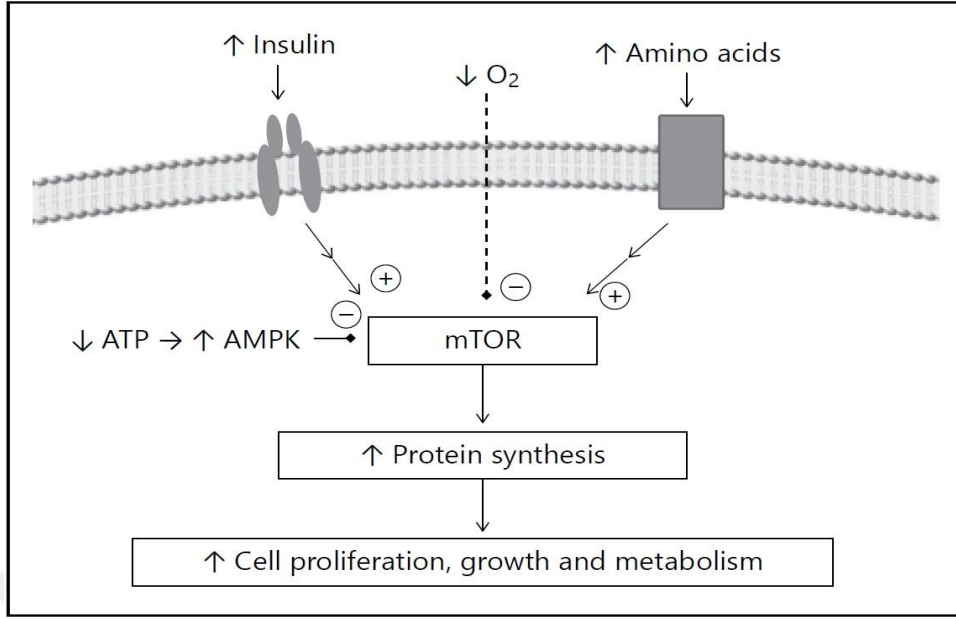 ↑ Insulin
↓ O₂
↑ Amino acids
+
−
+
−
↓ ATP → ↑ AMPK
mTOR
↑ Protein synthesis
↑ Cell proliferation, growth and metabolism